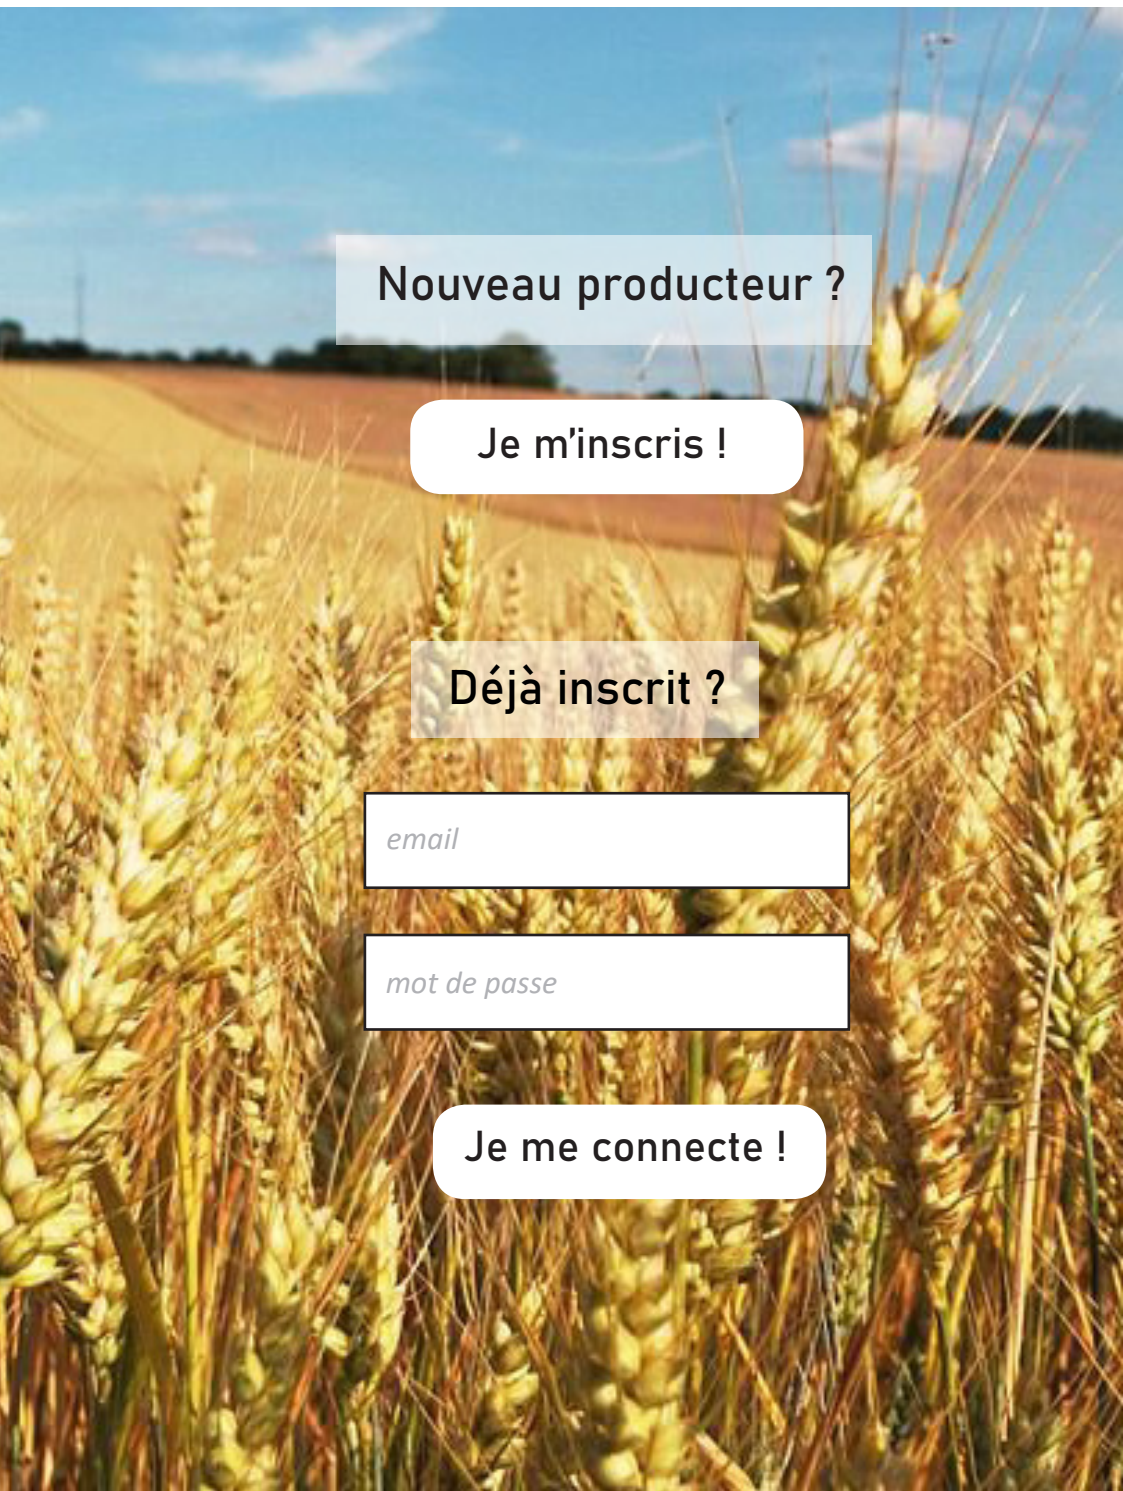 Nouveau producteur ?
Je m'inscris !
Déjà inscrit ?
email
mot de passe
Je me connecte !